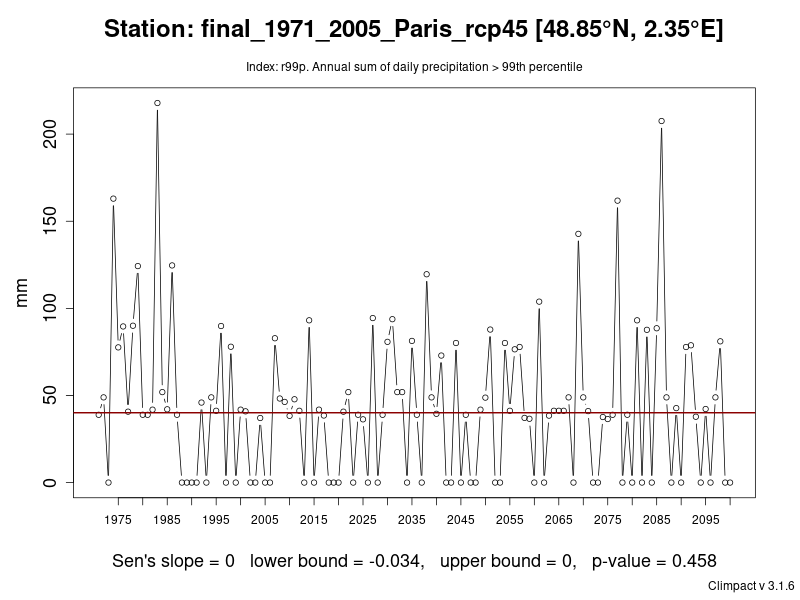 Station: final_1971_2005_Paris_rcp45 [48.85°N, 2.35°E]
Index: r99p. Annual sum of daily precipitation > 99th percentile
200
150
100
50
0
mm
1975 1985 1995 2005 2015 2025 2035 2045 2055 2065 2075 2085 2095
Sen's slope = 0 lower bound = -0.034, upper bound = 0, p-value = 0.458
Climpact v 3.1.6